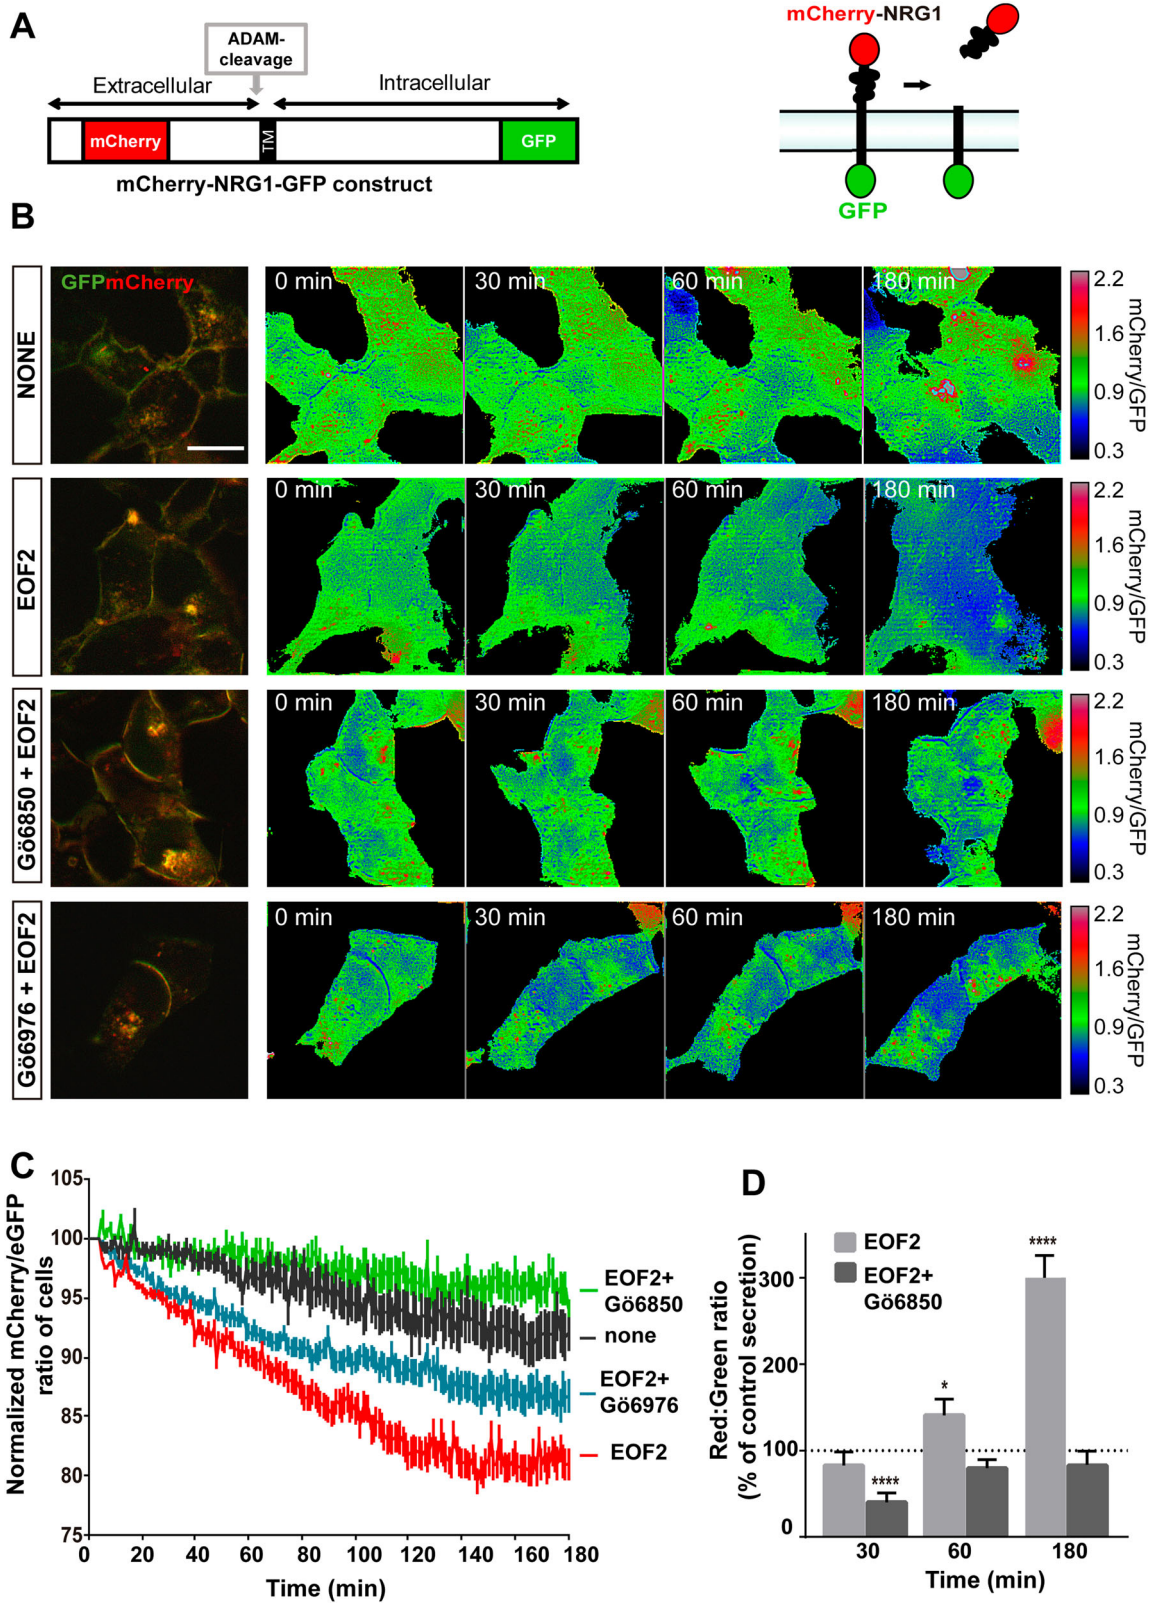 A
ADAM-
cleavage
Extracellular
Intracellular
mCherry
TM
GFP
mCherry-NRG1-GFP construct
mCherry-NRG1
GFP
B
NONE
GFPmCherry
0 min
30 min
60 min
180 min
2.2
1.6
0.9
0.3
mCherry/GFP
EOF2
0 min
30 min
60 min
180 min
2.2
1.6
0.9
0.3
mCherry/GFP
Gö6850 + EOF2
0 min
30 min
60 min
180 min
2.2
1.6
0.9
0.3
mCherry/GFP
Gö6976 + EOF2
0 min
30 min
60 min
180 min
2.2
1.6
0.9
0.3
mCherry/GFP
C
Normalized mCherry/eGFP
ratio of cells
105
100
95
90
85
80
75
0 20 40 60 80 100 120 140 160 180
Time (min)
EOF2+
Gö6850
none
EOF2+
Gö6976
EOF2
D
Red:Green ratio
(% of control secretion)
300
200
100
0
EOF2
EOF2+
Gö6850
****
*
****
30 60 180
Time (min)